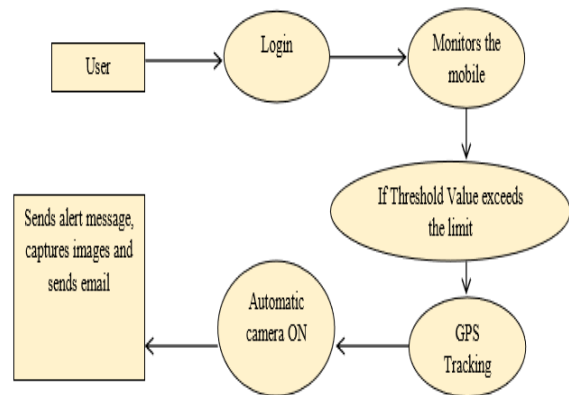 User
Login
Monitors the
mobile
If Threshold Value exceeds
the limit
GPS
Tracking
Automatic
camera ON
Sends alert message,
captures images and
sends email